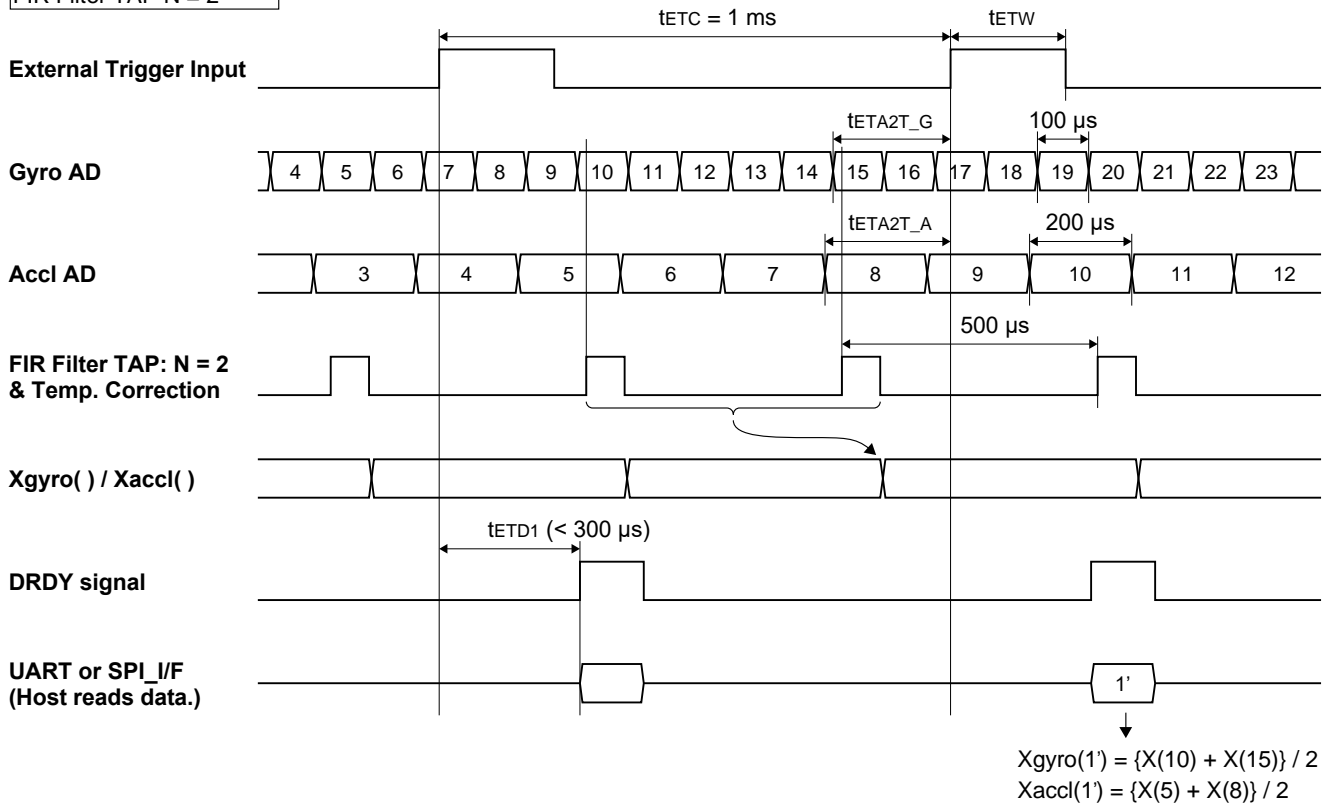 FIR Filter TAP N = 2
tETC = 1 ms
tETW
External Trigger Input
tETA2T_G
100 µs
Gyro AD
4 5 6 7 8 9 10 11 12 13 14 15 16 17 18 19 20 21 22 23
tETA2T_A
200 µs
Accl AD
3 4 5 6 7 8 9 10 11 12
500 µs
FIR Filter TAP: N = 2
& Temp. Correction
Xgyro( ) / Xaccl( )
tETD1 (< 300 µs)
DRDY signal
UART or SPI_I/F
(Host reads data.)
1’
Xgyro(1’) = {X(10) + X(15)} / 2
Xaccl(1’) = {X(5) + X(8)} / 2